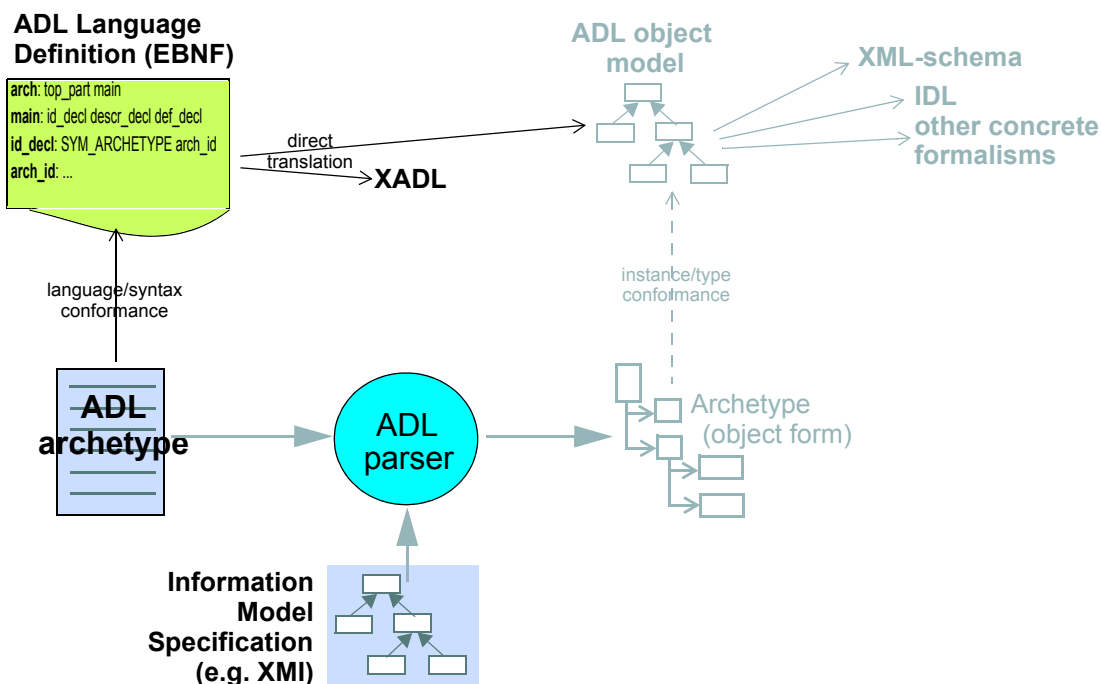 ADL Language
Definition (EBNF)
arch: top_part main
main: id_decl descr_decl def_decl
id_decl: SYM_ARCHETYPE arch_id
arch_id: ...
direct
translation
XADL
ADL object
model
XML-schema
IDL
other concrete
formalisms
language/syntax
conformance
instance/type
conformance
ADL
archetype
ADL
parser
Archetype
(object form)
Information
Model
Specification
(e.g. XMI)